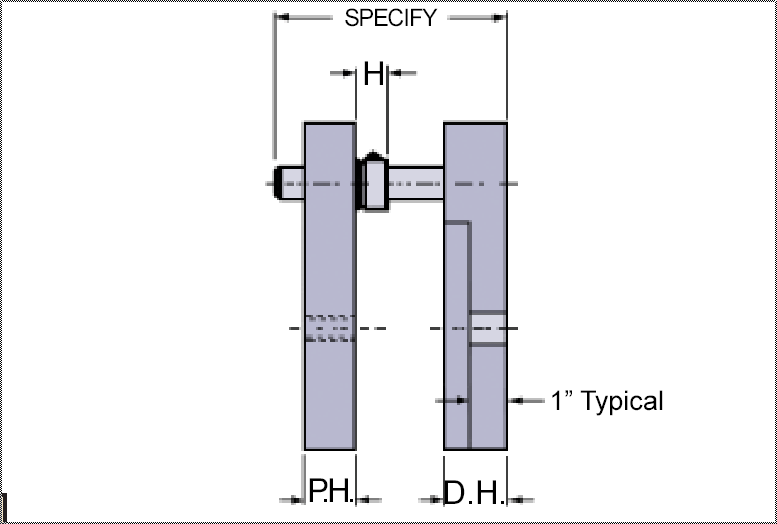 SPECIFY
H
1” Typical
P.H.
D.H.